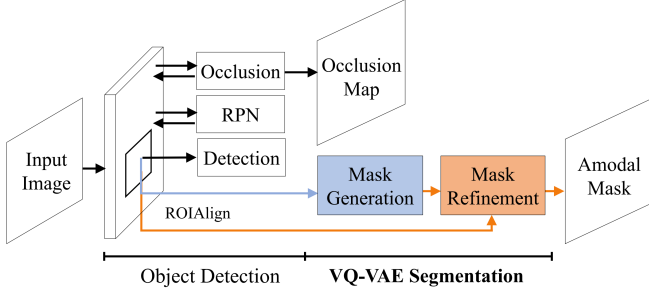 Occlusion
Occlusion
Map
RPN
Input
Image
Detection
Mask
Generation
Mask
Refinement
Amodal
Mask
ROIAlign
Object Detection
VQ-VAE Segmentation